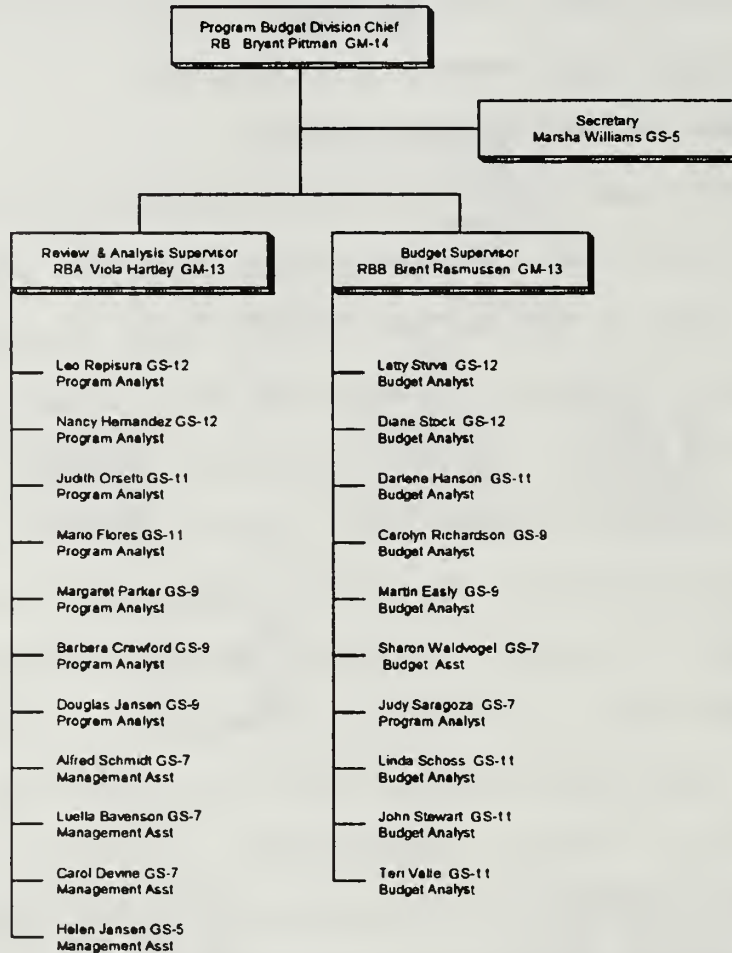 Program Budget Division Chief
RB Bryant Pittman GM-14
Secretary
Marsha Williams GS-5
Review & Analysis Supervisor
RBA Viola Hartley GM-13
Budget Supervisor
RBB Brent Rasmussen GM-13
Leo Repisura GS-12
Program Analyst
Nancy Hernandez GS-12
Program Analyst
Judith Orsetti GS-11
Program Analyst
Mario Flores GS-11
Program Analyst
Margaret Parker GS-9
Program Analyst
Barbara Crawford GS-9
Program Analyst
Douglas Jansen GS-9
Program Analyst
Alfred Schmidt GS-7
Management Asst
Luella Bavenson GS-7
Management Asst
Carol Devine GS-7
Management Asst
Helen Jansen GS-5
Management Asst
Letty Stuva GS-12
Budget Analyst
Diane Stock GS-12
Budget Analyst
Darlene Hanson GS-11
Budget Analyst
Carolyn Richardson GS-9
Budget Analyst
Martin Easly GS-9
Budget Analyst
Sharon Waldvogel GS-7
Budget Asst
Judy Saragoza GS-7
Program Analyst
Linda Schoss GS-11
Budget Analyst
John Stewart GS-11
Budget Analyst
Teri Valle GS-11
Budget Analyst